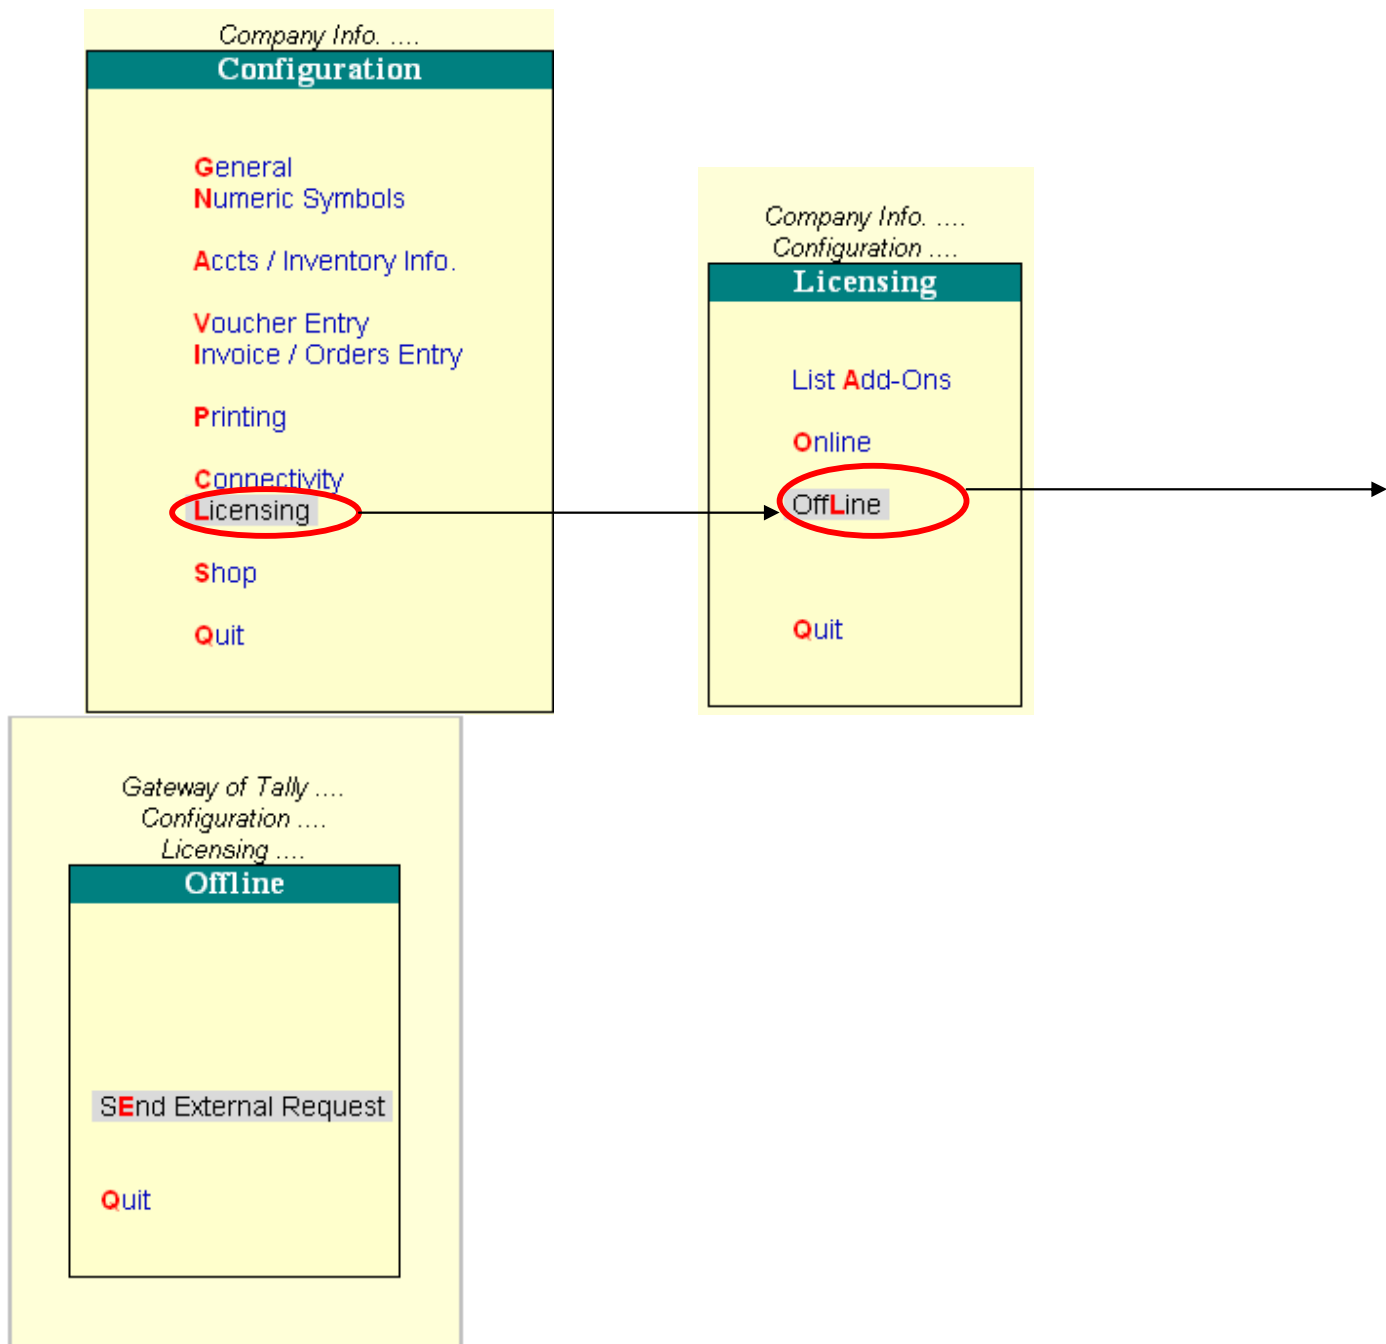 Company Info. ....
Configuration
General
Numeric Symbols
Accts / Inventory Info.
Voucher Entry
Invoice / Orders Entry
Printing
Connectivity
Licensing
Shop
Quit
Company Info. ....
Configuration ....
Licensing
List Add-Ons
Online
OffLine
Quit
Gateway of Tally ....
Configuration ....
Licensing ....
Offline
SEnd External Request
Quit